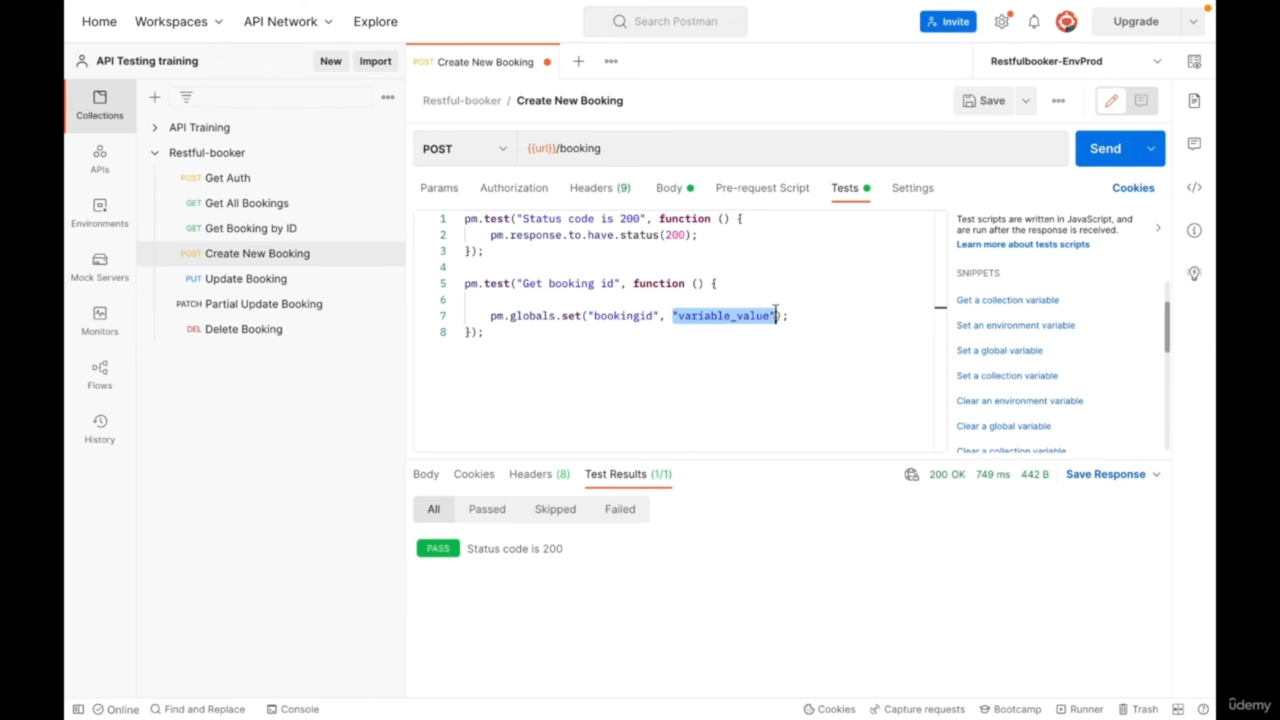 Home Workspaces API Network Explore Search Postman Invite Upgrade
API Testing training New Import POST Create New Booking Restfulbooker-EnvProd
Collections
APIs
Environments
Mock Servers
Monitors
Flows
History
API Training
Restful-booker
POST Get Auth
GET Get All Bookings
GET Get Booking by ID
POST Create New Booking
PUT Update Booking
PATCH Partial Update Booking
DEL Delete Booking
Restful-booker / Create New Booking Save
POST {{url}}/booking Send
Params Authorization Headers (9) Body Pre-request Script Tests Settings Cookies
1 pm.test("Status code is 200", function () {
2 pm.response.to.have.status(200);
3 });
4
5 pm.test("Get booking id", function () {
6
7 pm.globals.set("bookingid", "variable_value");
8 });
Test scripts are written in JavaScript, and
are run after the response is received.
Learn more about tests scripts
SNIPPETS
Get a collection variable
Set an environment variable
Set a global variable
Set a collection variable
Clear an environment variable
Clear a global variable
Clear a collection variable
Body Cookies Headers (8) Test Results (1/1) 200 OK 749 ms 442 B Save Response
All Passed Skipped Failed
PASS Status code is 200
Online Find and Replace Console Cookies Capture requests Bootcamp Runner Trash
ûdemy